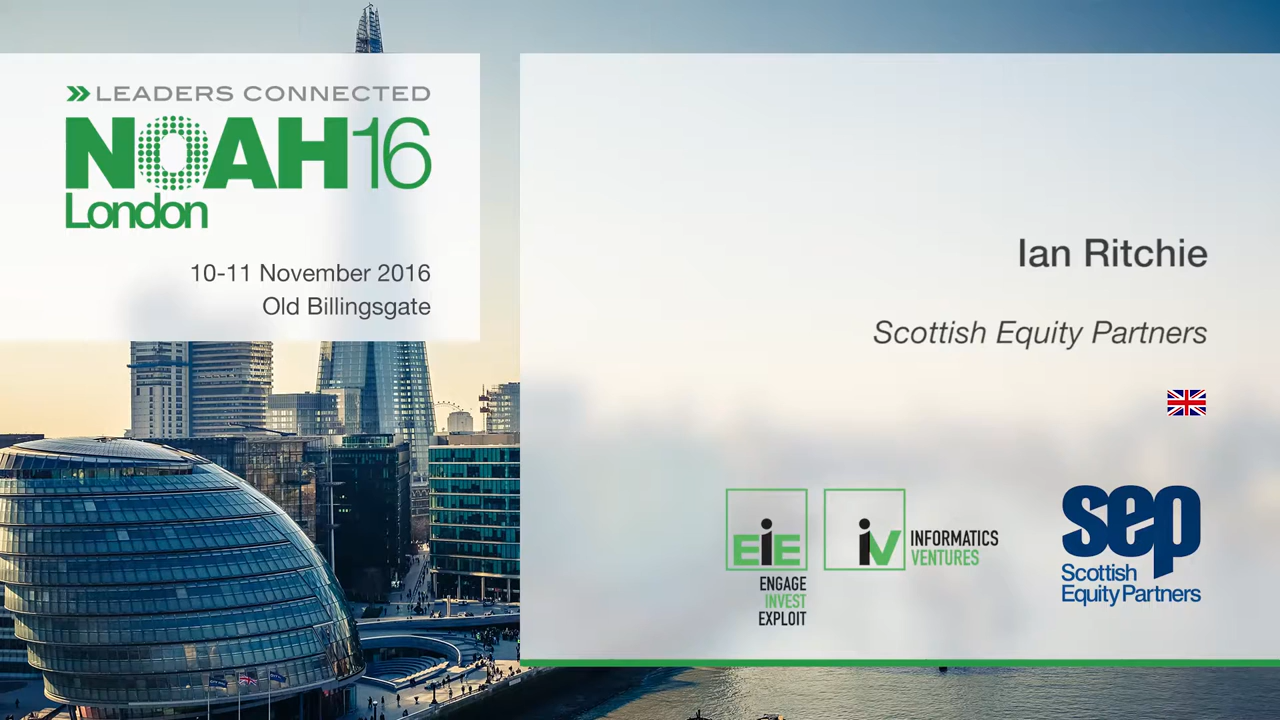 LEADERS CONNECTED
NOAH16
London
10-11 November 2016
Old Billingsgate
Ian Ritchie
Scottish Equity Partners
EiE
ENGAGE
INVEST
EXPLOIT
iV
INFORMATICS
VENTURES
sep
Scottish
Equity Partners